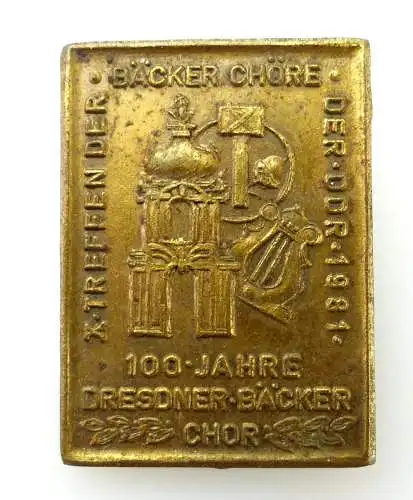 X·TREFFEN DER
·BÄCKER CHÖRE·
DER·DDR·1981·
100·JAHRE
DRESDNER·BÄCKER
CHOR